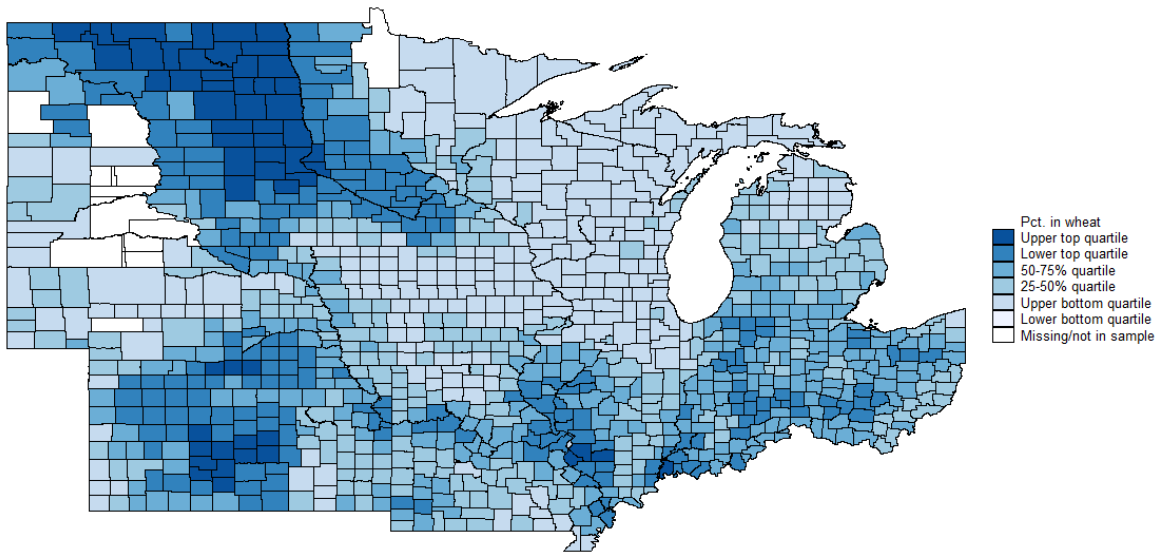 Pct. in wheat
Upper top quartile
Lower top quartile
50-75% quartile
25-50% quartile
Upper bottom quartile
Lower bottom quartile
Missing/not in sample